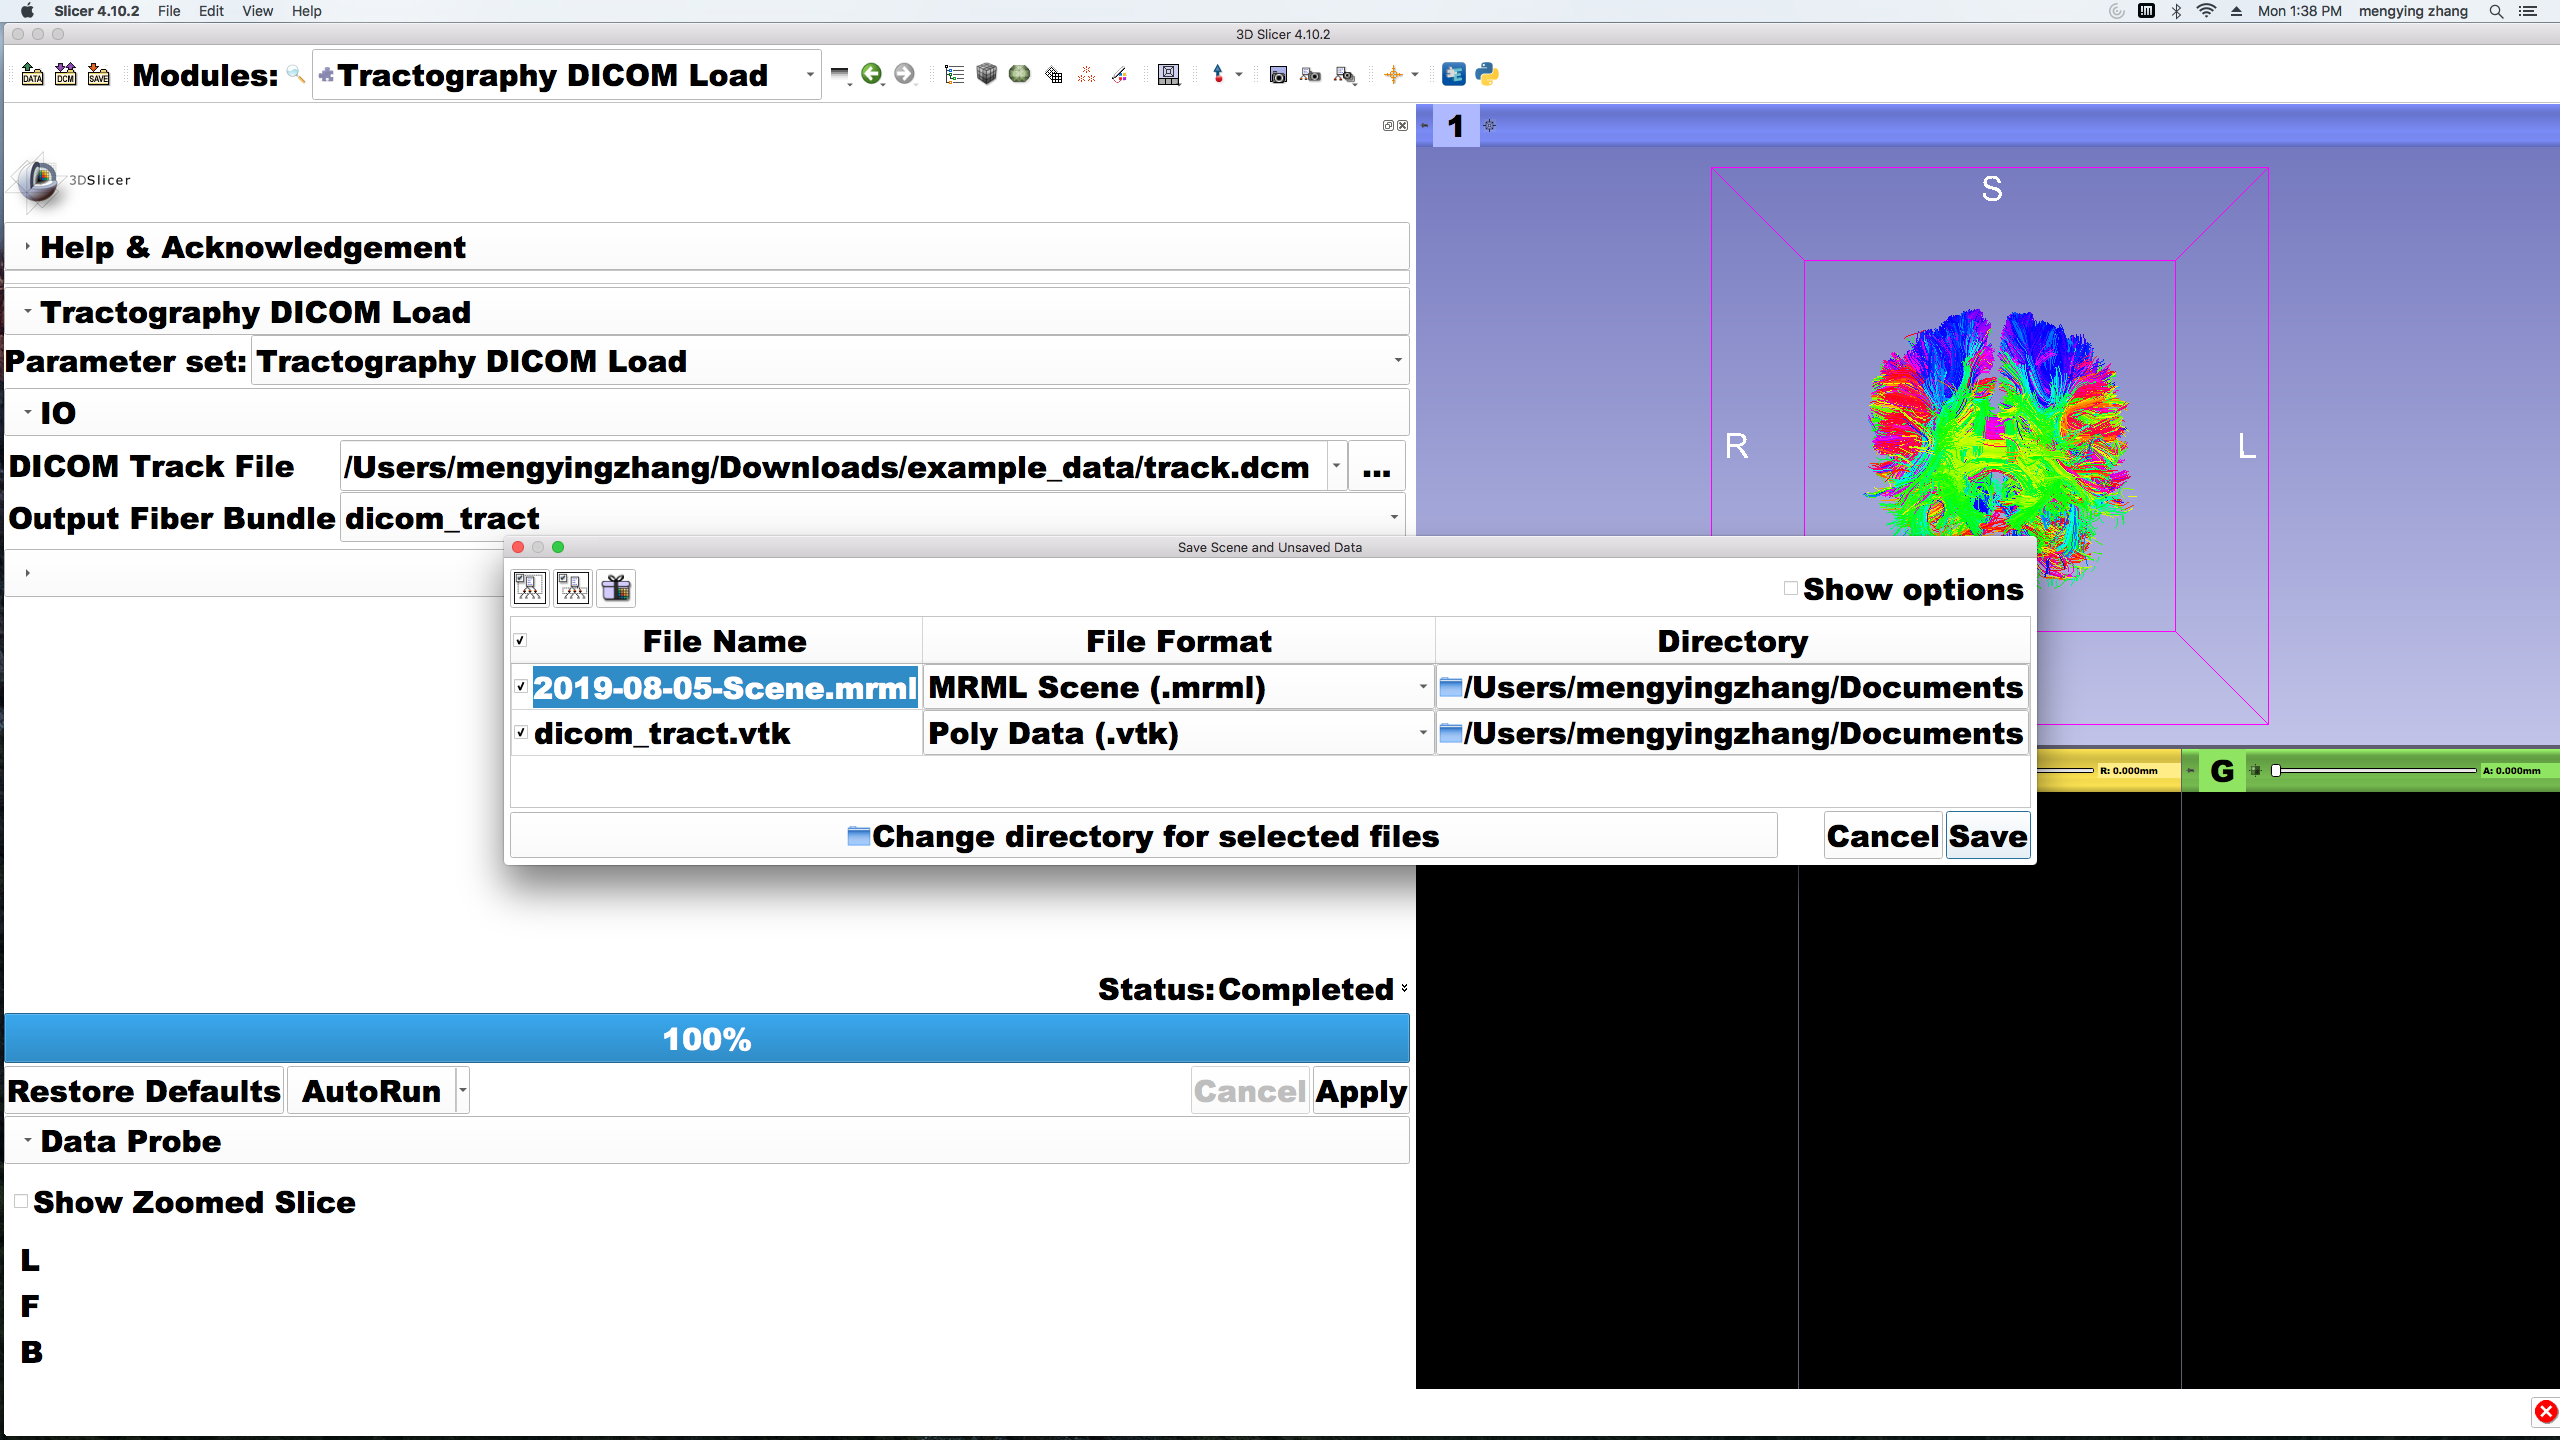 Slicer 4.10.2 File Edit View Help Mon 1:38 PM mengying zhang
3D Slicer 4.10.2
DATA DCM SAVE Modules: Tractography DICOM Load
1
3DSlicer
S
Help & Acknowledgement
Tractography DICOM Load
Parameter set: Tractography DICOM Load
IO
R L
DICOM Track File /Users/mengyingzhang/Downloads/example_data/track.dcm ...
Output Fiber Bundle dicom_tract
Save Scene and Unsaved Data
Show options
File Name File Format Directory
2019-08-05-Scene.mrml MRML Scene (.mrml) /Users/mengyingzhang/Documents
dicom_tract.vtk Poly Data (.vtk) /Users/mengyingzhang/Documents
R: 0.000mm G A: 0.000mm
Change directory for selected files Cancel Save
Status: Completed
100%
Restore Defaults AutoRun Cancel Apply
Data Probe
Show Zoomed Slice
L
F
B